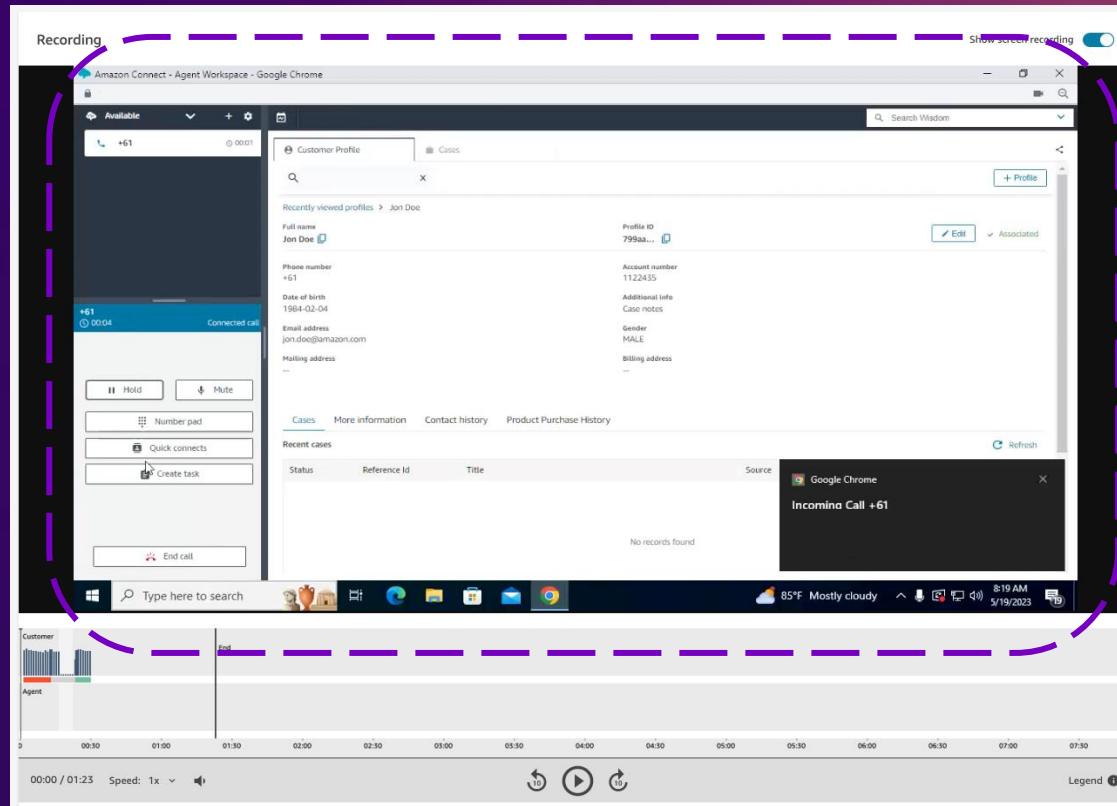 Recording
Show screen recording
Amazon Connect - Agent Workspace - Google Chrome
Available
Search Wisdom
+61 00:01
Customer Profile
Cases
+ Profile
Recently viewed profiles > Jon Doe
Full name
Jon Doe
Profile ID
799aa...
Edit
Associated
Phone number
+61
Account number
1122435
Date of birth
1984-02-04
Additional info
Case notes
Email address
jon.doe@amazon.com
Gender
MALE
Mailing address
---
Billing address
---
+61
00:04 Connected call
Hold
Mute
Number pad
Quick connects
Create task
End call
Cases More information Contact history Product Purchase History
Recent cases
Refresh
Status Reference Id Title Source
No records found
Google Chrome
Incoming Call +61
Type here to search
85°F Mostly cloudy
8:19 AM
5/19/2023
19
Customer
End
Agent
00:30 01:00 01:30 02:00 02:30 03:00 03:30 04:00 04:30 05:00 05:30 06:00 06:30 07:00 07:30
00:00 / 01:23 Speed: 1x
10
10
Legend